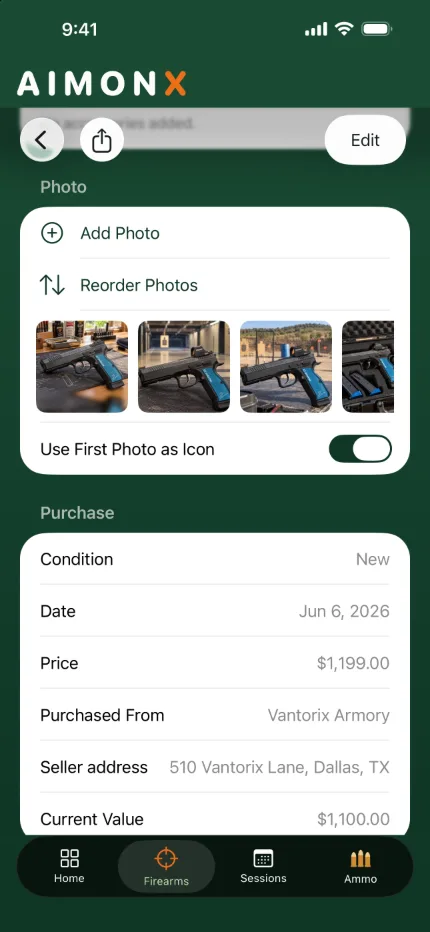 9:41
AIMONX
accessories added.
Edit
Photo
Add Photo
Reorder Photos
Use First Photo as Icon
Purchase
Condition New
Date Jun 6, 2026
Price $1,199.00
Purchased From Vantorix Armory
Seller address 510 Vantorix Lane, Dallas, TX
Current Value $1,100.00
Home Firearms Sessions Ammo